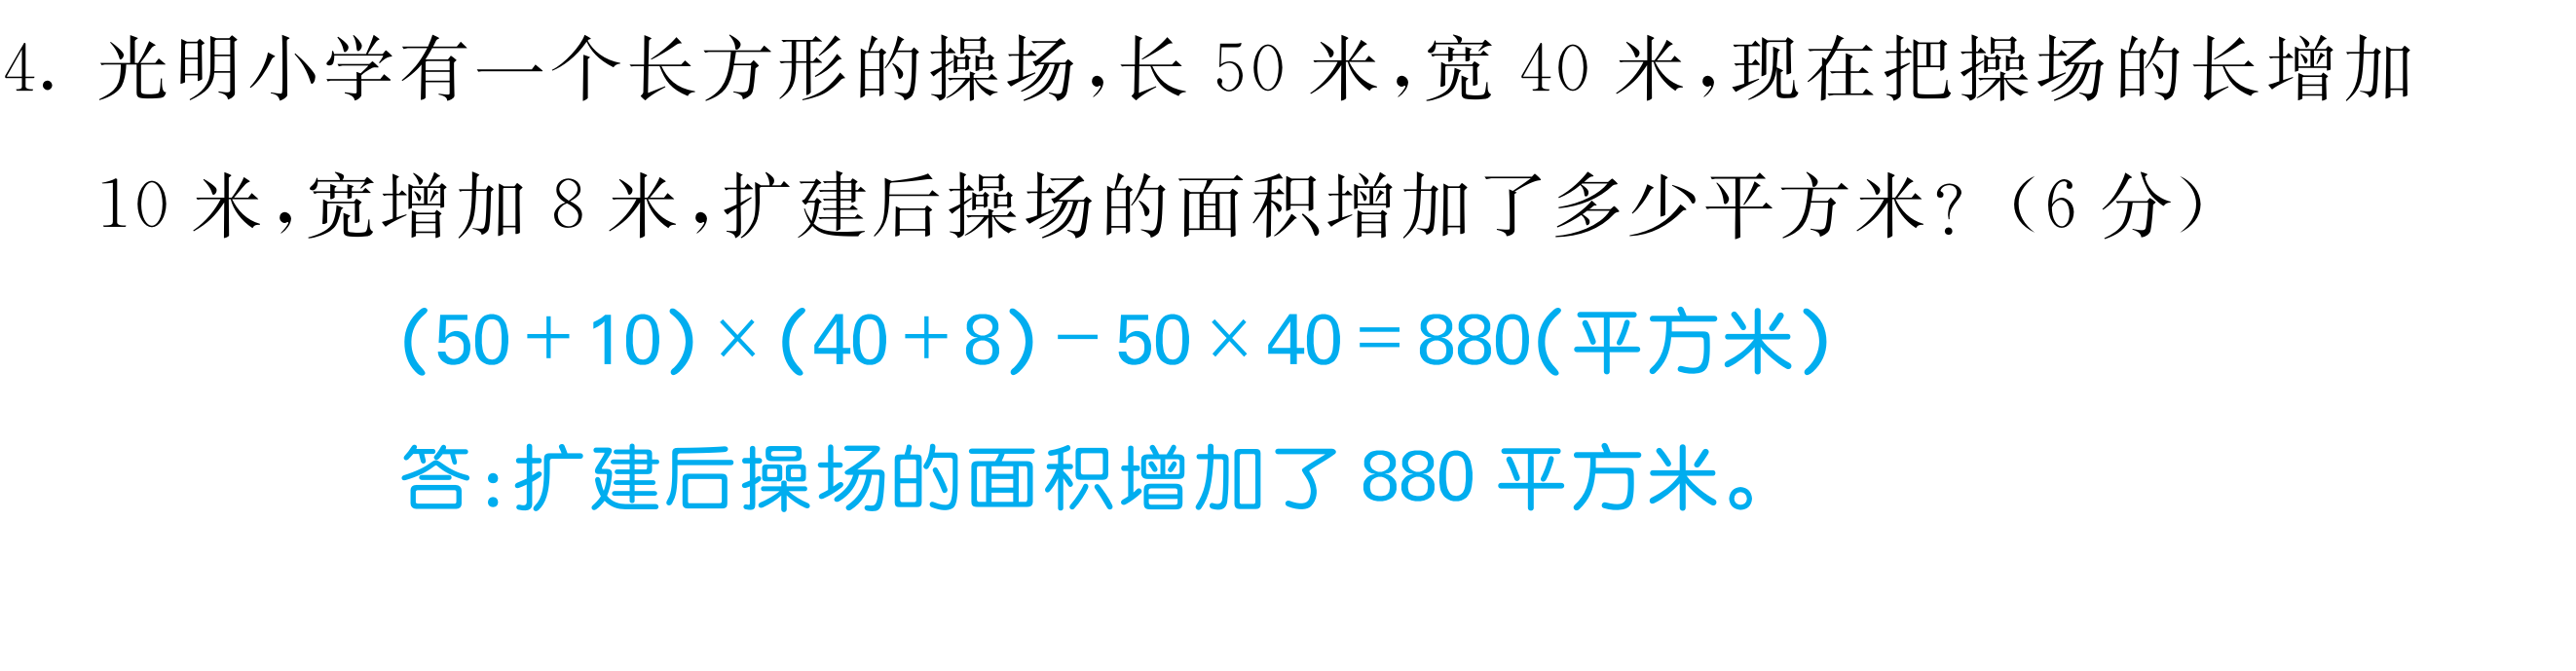 4. 光明小学有一个长方形的操场,长 50 米,宽 40 米,现在把操场的长增加
10 米,宽增加 8 米,扩建后操场的面积增加了多少平方米?(6 分)
(50+10)×(40+8)-50×40=880(平方米)
答:扩建后操场的面积增加了 880 平方米。